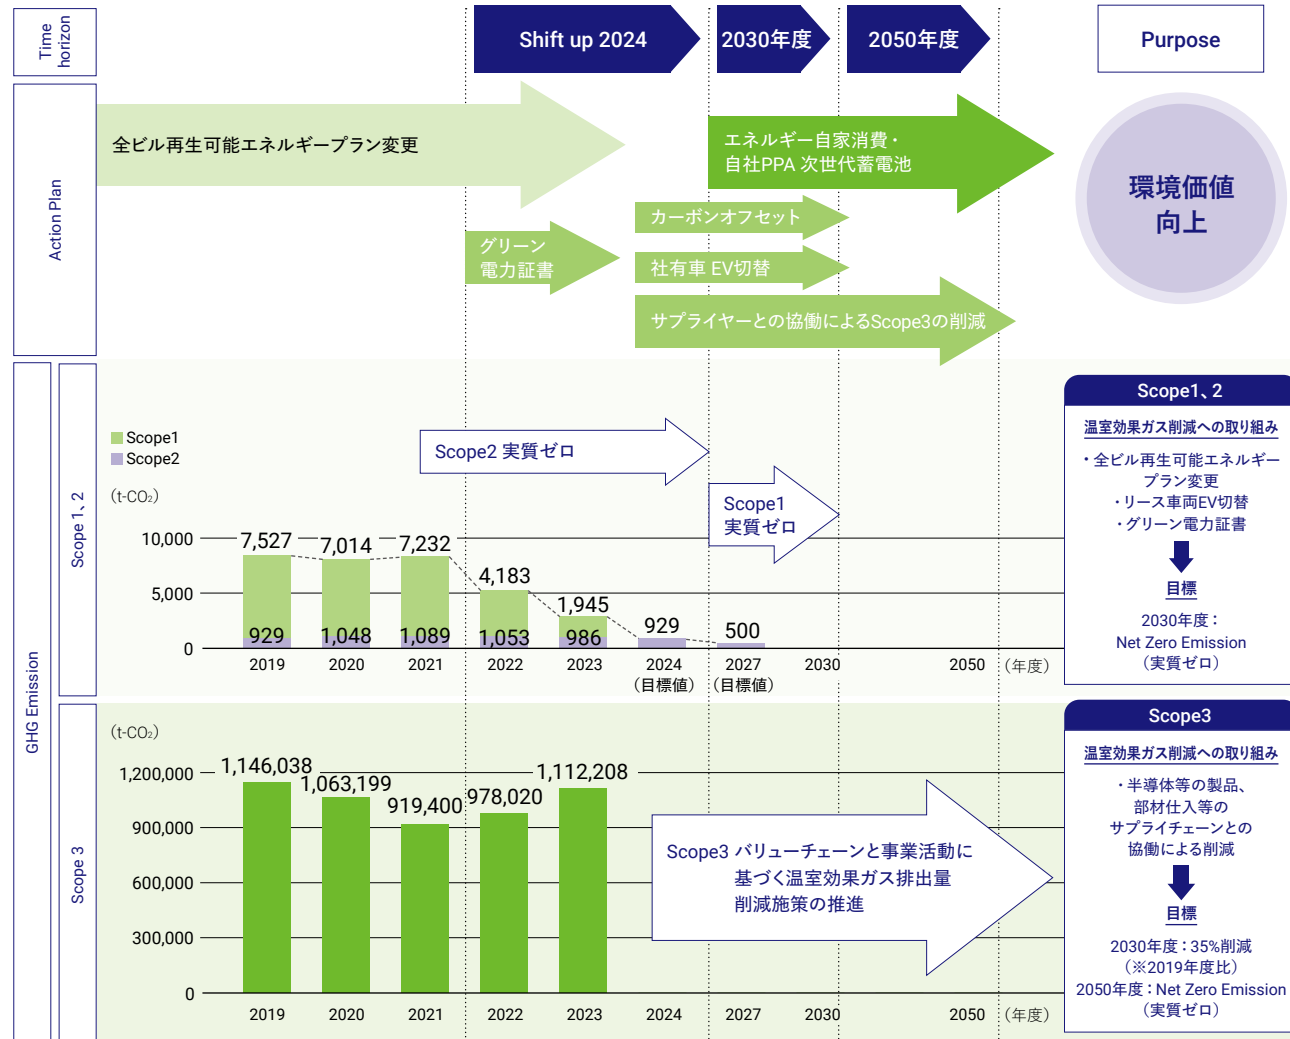 Time
horizon
Shift up 2024
2030年度
2050年度
Purpose
Action Plan
全ビル再生可能エネルギープラン変更
エネルギー自家消費・
自社PPA 次世代蓄電池
カーボンオフセット
グリーン
電力証書
社有車 EV切替
サプライヤーとの協働によるScope3の削減
環境価値
向上
GHG Emission
Scope 1、2
Scope1
Scope2
(t-CO₂)
Scope2 実質ゼロ
Scope1
実質ゼロ
10,000
5,000
0
7,527
7,014
7,232
4,183
1,945
929
500
929
1,048
1,089
1,053
986
2019
2020
2021
2022
2023
2024
(目標値)
2027
(目標値)
2030
2050
(年度)
Scope1、2
温室効果ガス削減への取り組み
・全ビル再生可能エネルギー
プラン変更
・リース車両EV切替
・グリーン電力証書
目標
2030年度：
Net Zero Emission
(実質ゼロ)
Scope 3
(t-CO₂)
1,200,000
900,000
600,000
300,000
0
1,146,038
1,063,199
919,400
978,020
1,112,208
Scope3 バリューチェーンと事業活動に
基づく温室効果ガス排出量
削減施策の推進
2019
2020
2021
2022
2023
2024
2027
2030
2050
(年度)
Scope3
温室効果ガス削減への取り組み
・半導体等の製品、
部材仕入等の
サプライチェーンとの
協働による削減
目標
2030年度：35%削減
(※2019年度比)
2050年度：Net Zero Emission
(実質ゼロ)